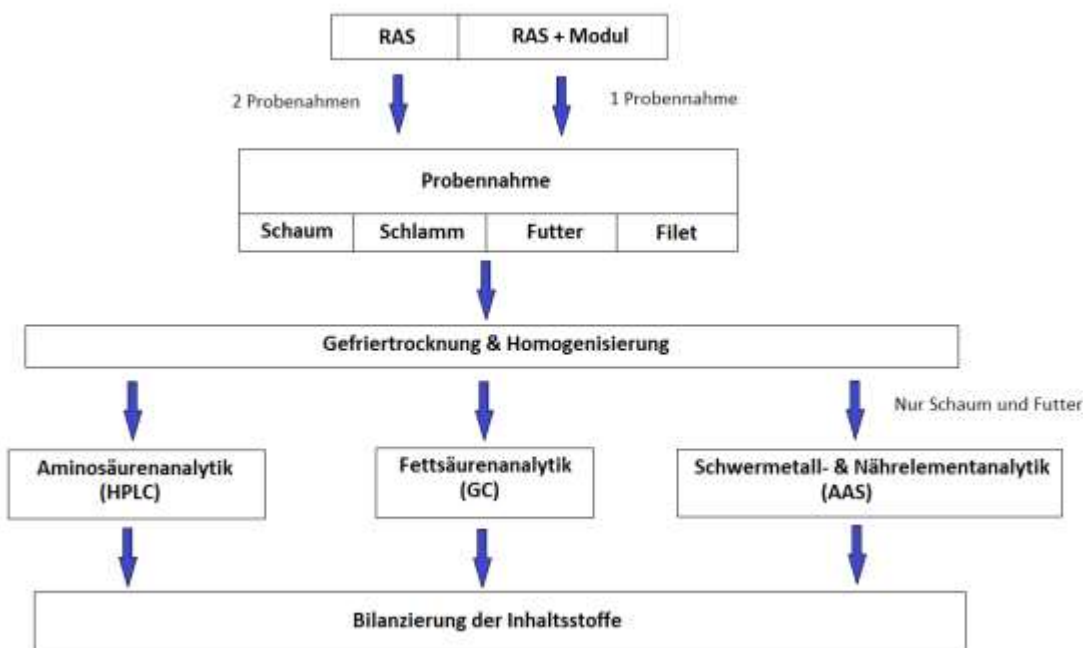 RAS
RAS + Modul
2 Probenahmen
1 Probennahme
Probennahme
Schaum
Schlamm
Futter
Filet
Gefriertrocknung & Homogenisierung
Nur Schaum und Futter
Aminosäurenanalytik
(HPLC)
Fettsäurenanalytik
(GC)
Schwermetall- & Nährelementanalytik
(AAS)
Bilanzierung der Inhaltsstoffe